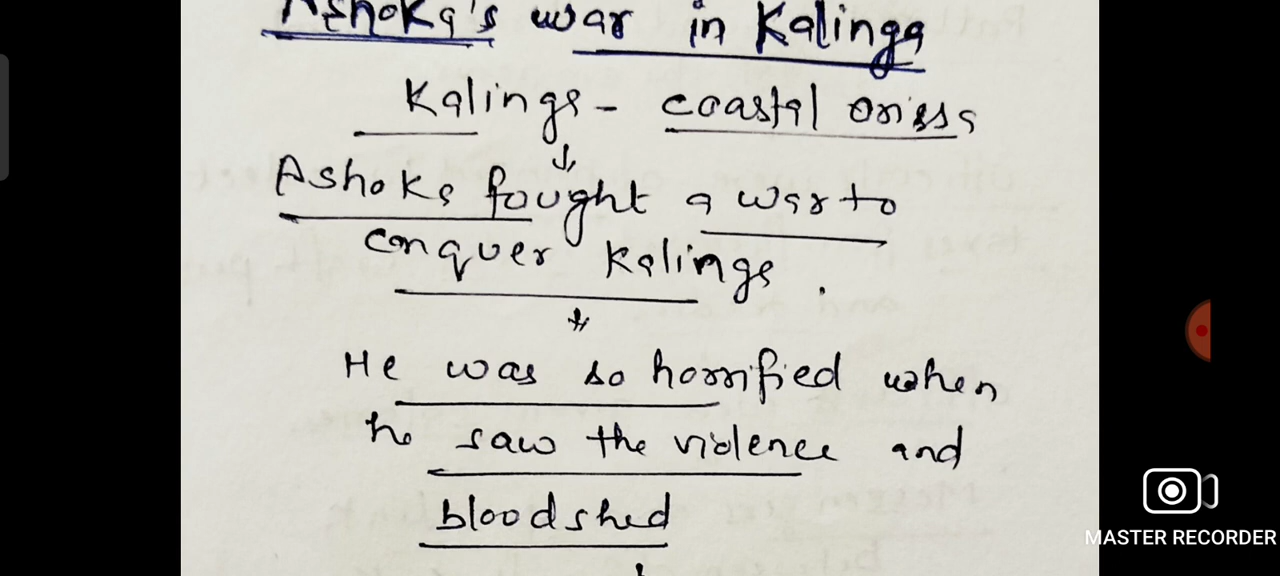 Ashoka's war in Kalinga
Kalinga - coastal orissa
Ashoka fought a war to
conquer Kalinga .
He was so horrified when
he saw the violence and
bloodshed
MASTER RECORDER